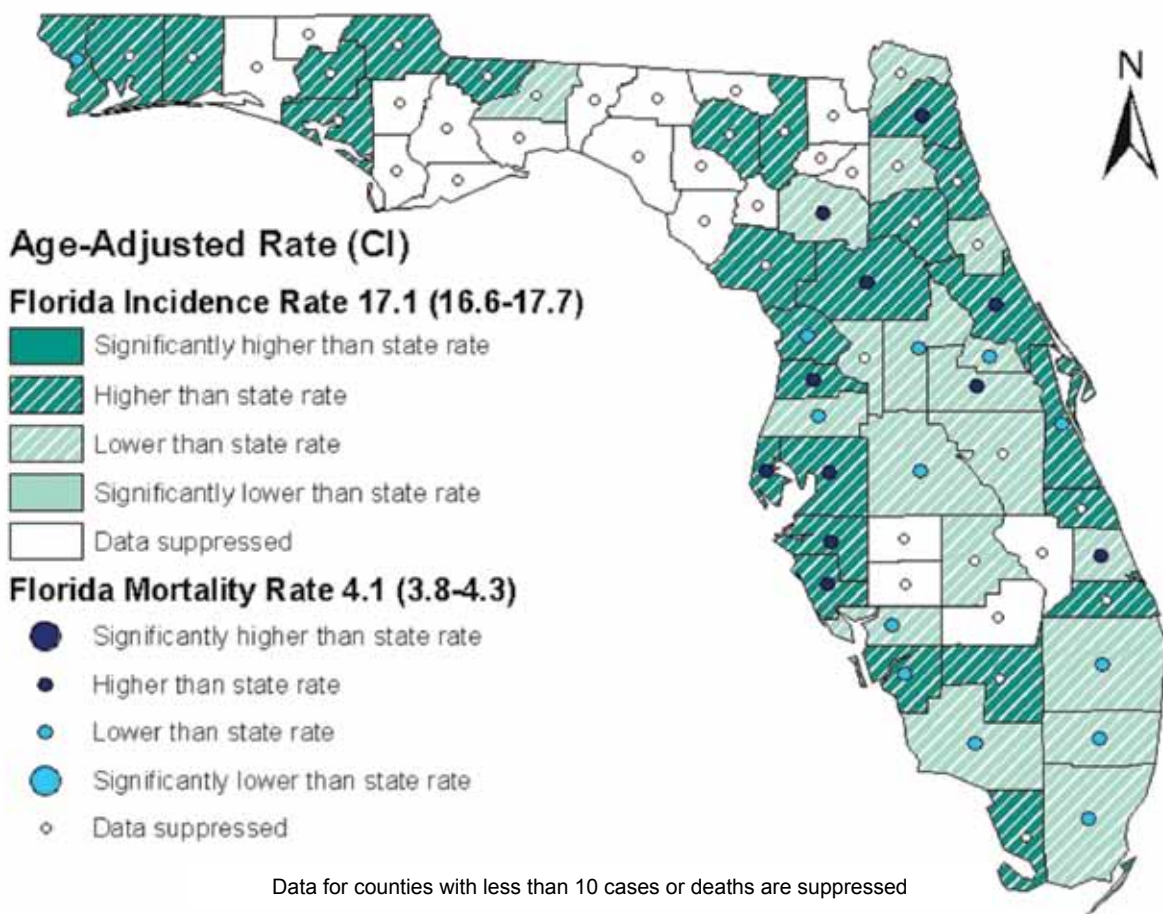 N
Age-Adjusted Rate (CI)
Florida Incidence Rate 17.1 (16.6-17.7)
Significantly higher than state rate
Higher than state rate
Lower than state rate
Significantly lower than state rate
Data suppressed
Florida Mortality Rate 4.1 (3.8-4.3)
Significantly higher than state rate
Higher than state rate
Lower than state rate
Significantly lower than state rate
Data suppressed
Data for counties with less than 10 cases or deaths are suppressed